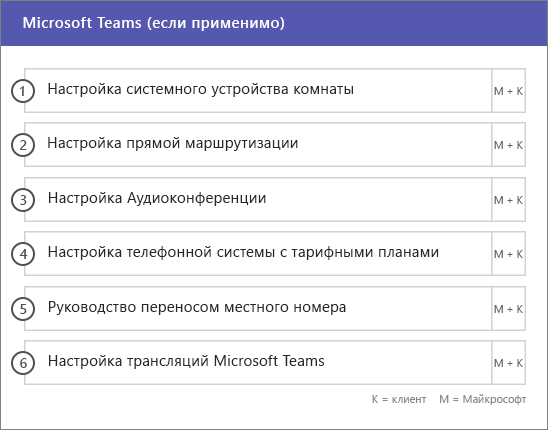 Microsoft Teams (если применимо)
1 Настройка системного устройства комнаты М + К
2 Настройка прямой маршрутизации М + К
3 Настройка Аудиоконференции М + К
4 Настройка телефонной системы с тарифными планами М + К
5 Руководство переносом местного номера М + К
6 Настройка трансляций Microsoft Teams М + К
К = клиент М = Майкрософт